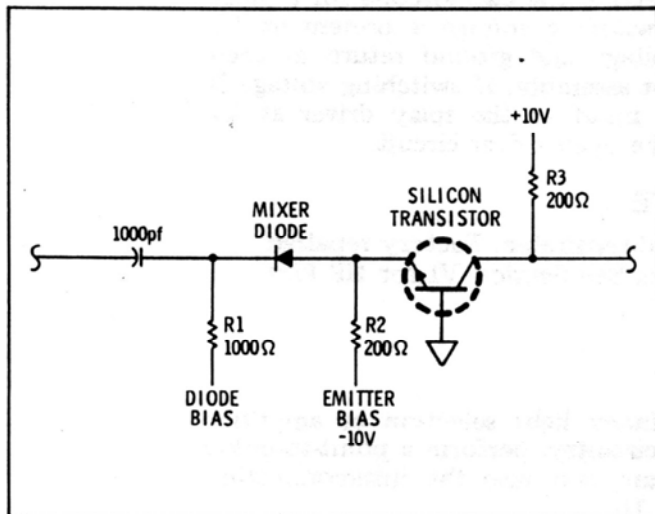 +10V
R3
200Ω
SILICON
TRANSISTOR
MIXER
DIODE
1000pf
R1
1000Ω
R2
200Ω
DIODE
BIAS
EMITTER
BIAS
-10V